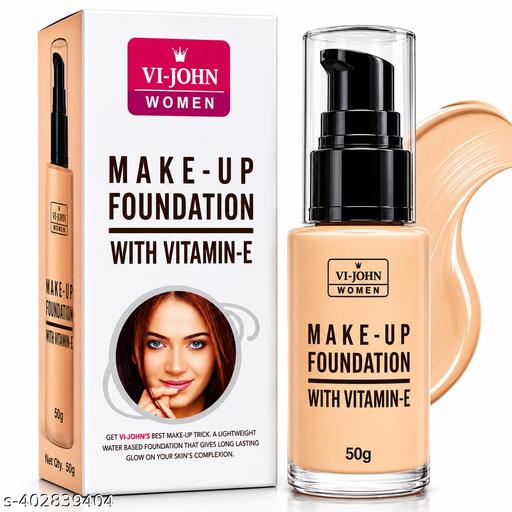 VI-JOHN
WOMEN
MAKE-UP
FOUNDATION
WITH VITAMIN-E
GET VI-JOHN'S BEST MAKE-UP TRICK. A LIGHTWEIGHT
WATER BASED FOUNDATION THAT GIVES LONG LASTING
GLOW ON YOUR SKIN'S COMPLEXION.
VI-JOHN
WOMEN
MAKE-UP
FOUNDATION
WITH VITAMIN-E
50g
Net Qty. 50g
VI-JOHN
WOMEN
MAKE-UP
FOUNDATION
WITH VITAMIN-E
50g
s-402839404